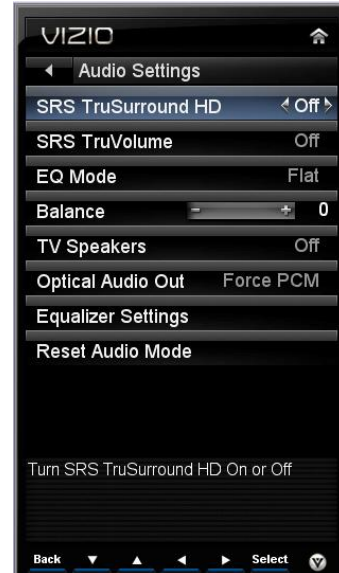 VIZIO
Audio Settings
SRS TruSurround HD Off
SRS TruVolume Off
EQ Mode Flat
Balance - + 0
TV Speakers Off
Optical Audio Out Force PCM
Equalizer Settings
Reset Audio Mode
Turn SRS TruSurround HD On or Off
Back Select V